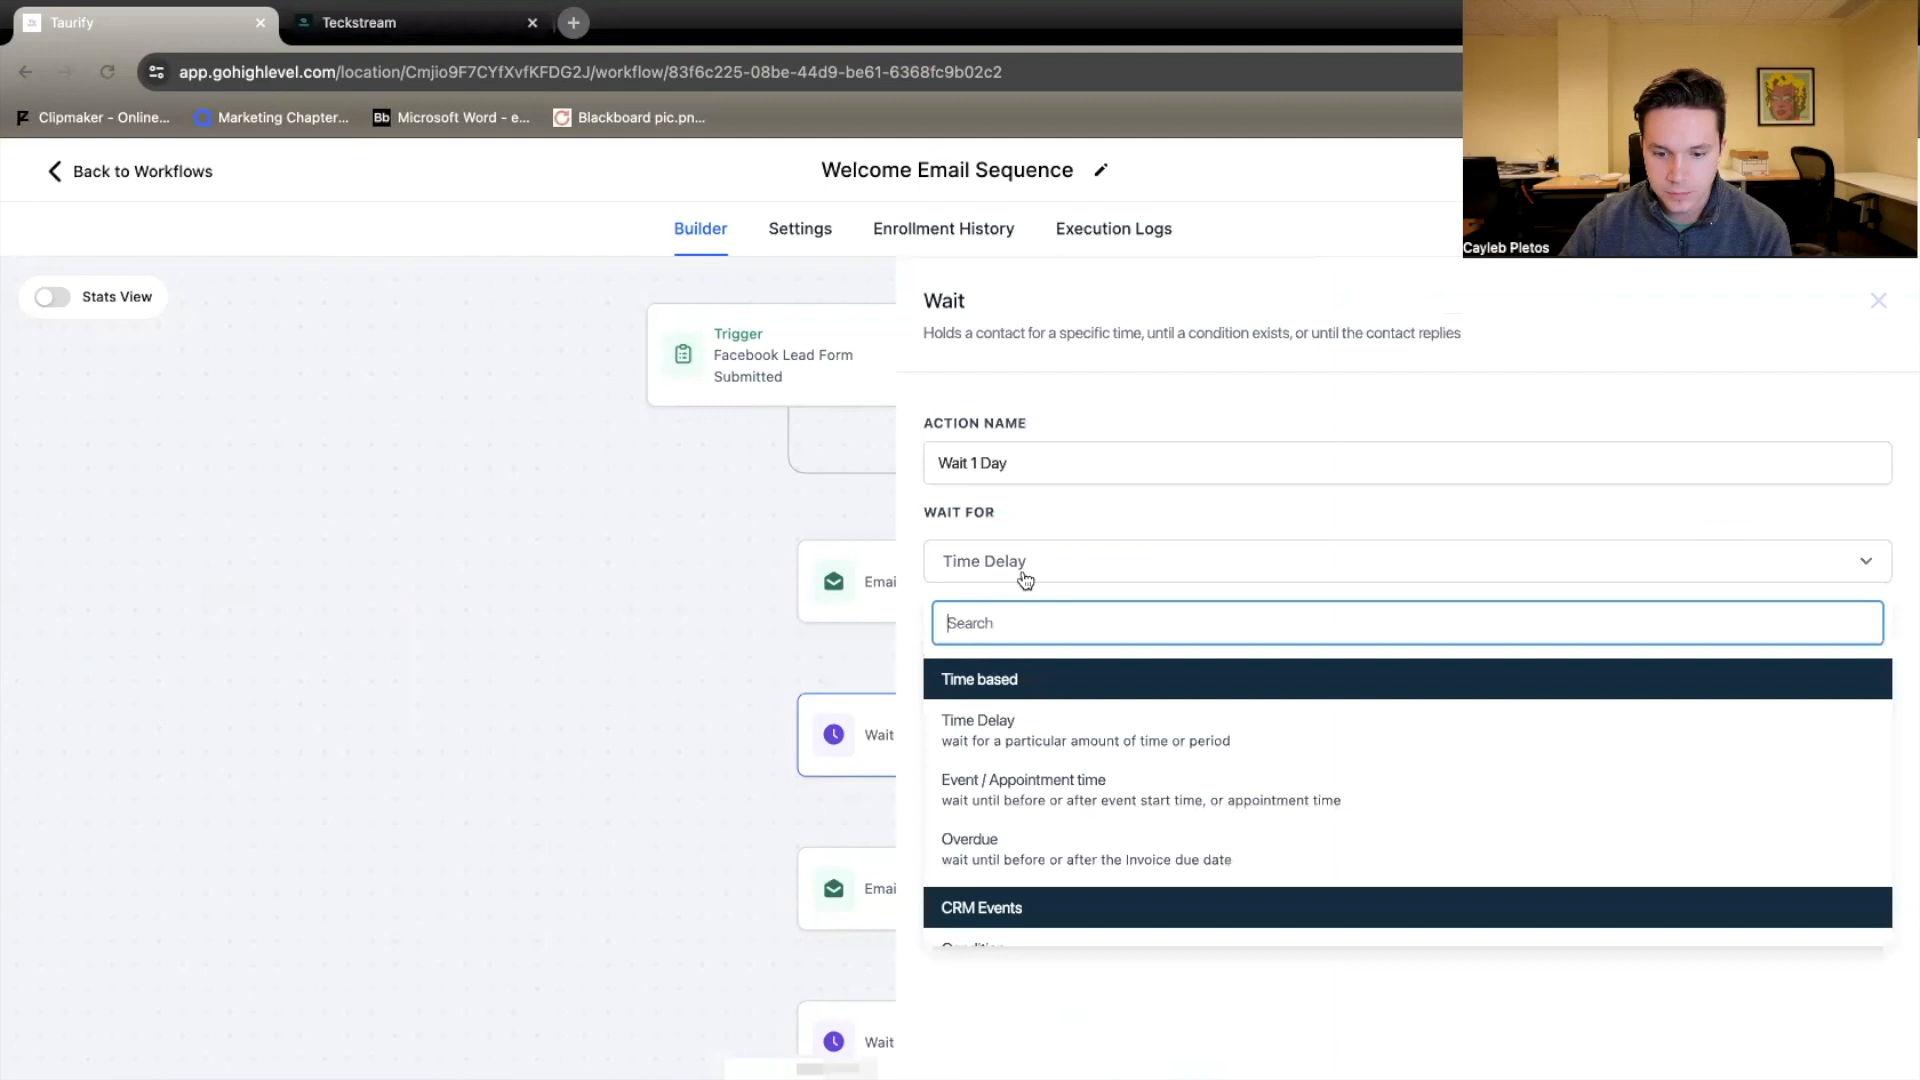 Taurify
Teckstream
app.gohighlevel.com/location/Cmjio9F7CYfXvfKFDG2J/workflow/83f6c225-08be-44d9-be61-6368fc9b02c2
Clipmaker - Online...
Marketing Chapter...
Bb
Microsoft Word - e...
Blackboard pic.pn...
Cayleb Pletos
Back to Workflows
Welcome Email Sequence
Builder
Settings
Enrollment History
Execution Logs
Stats View
Trigger
Facebook Lead Form
Submitted
Emai
Wait
Emai
Wait
Wait
Holds a contact for a specific time, until a condition exists, or until the contact replies
ACTION NAME
Wait 1 Day
WAIT FOR
Time Delay
Search
Time based
Time Delay
wait for a particular amount of time or period
Event / Appointment time
wait until before or after event start time, or appointment time
Overdue
wait until before or after the Invoice due date
CRM Events